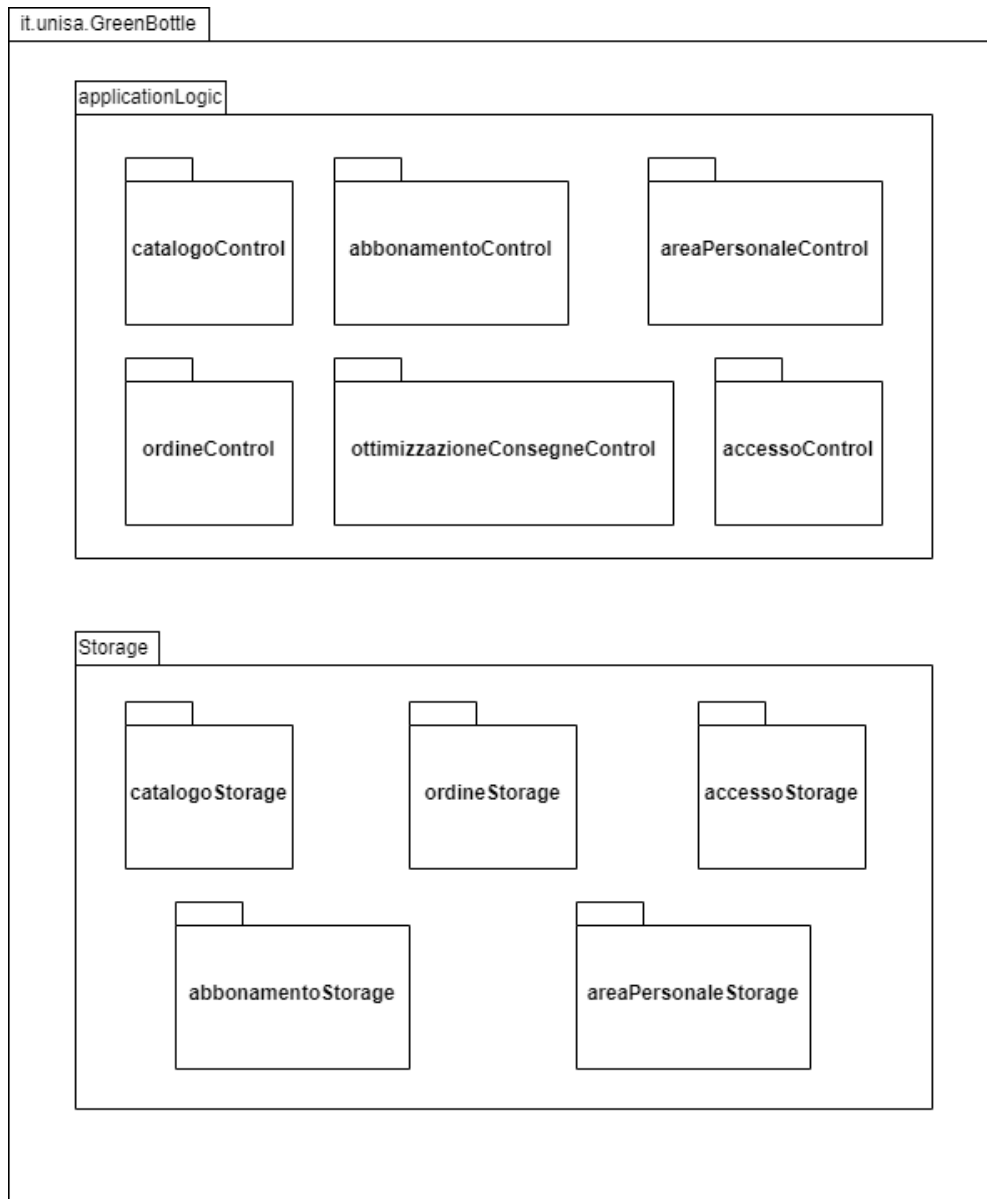 it.unisa.GreenBottle
applicationLogic
catalogoControl
abbonamentoControl
areaPersonaleControl
ordineControl
ottimizzazioneConsegneControl
accessoControl
Storage
catalogoStorage
ordineStorage
accessoStorage
abbonamentoStorage
areaPersonaleStorage